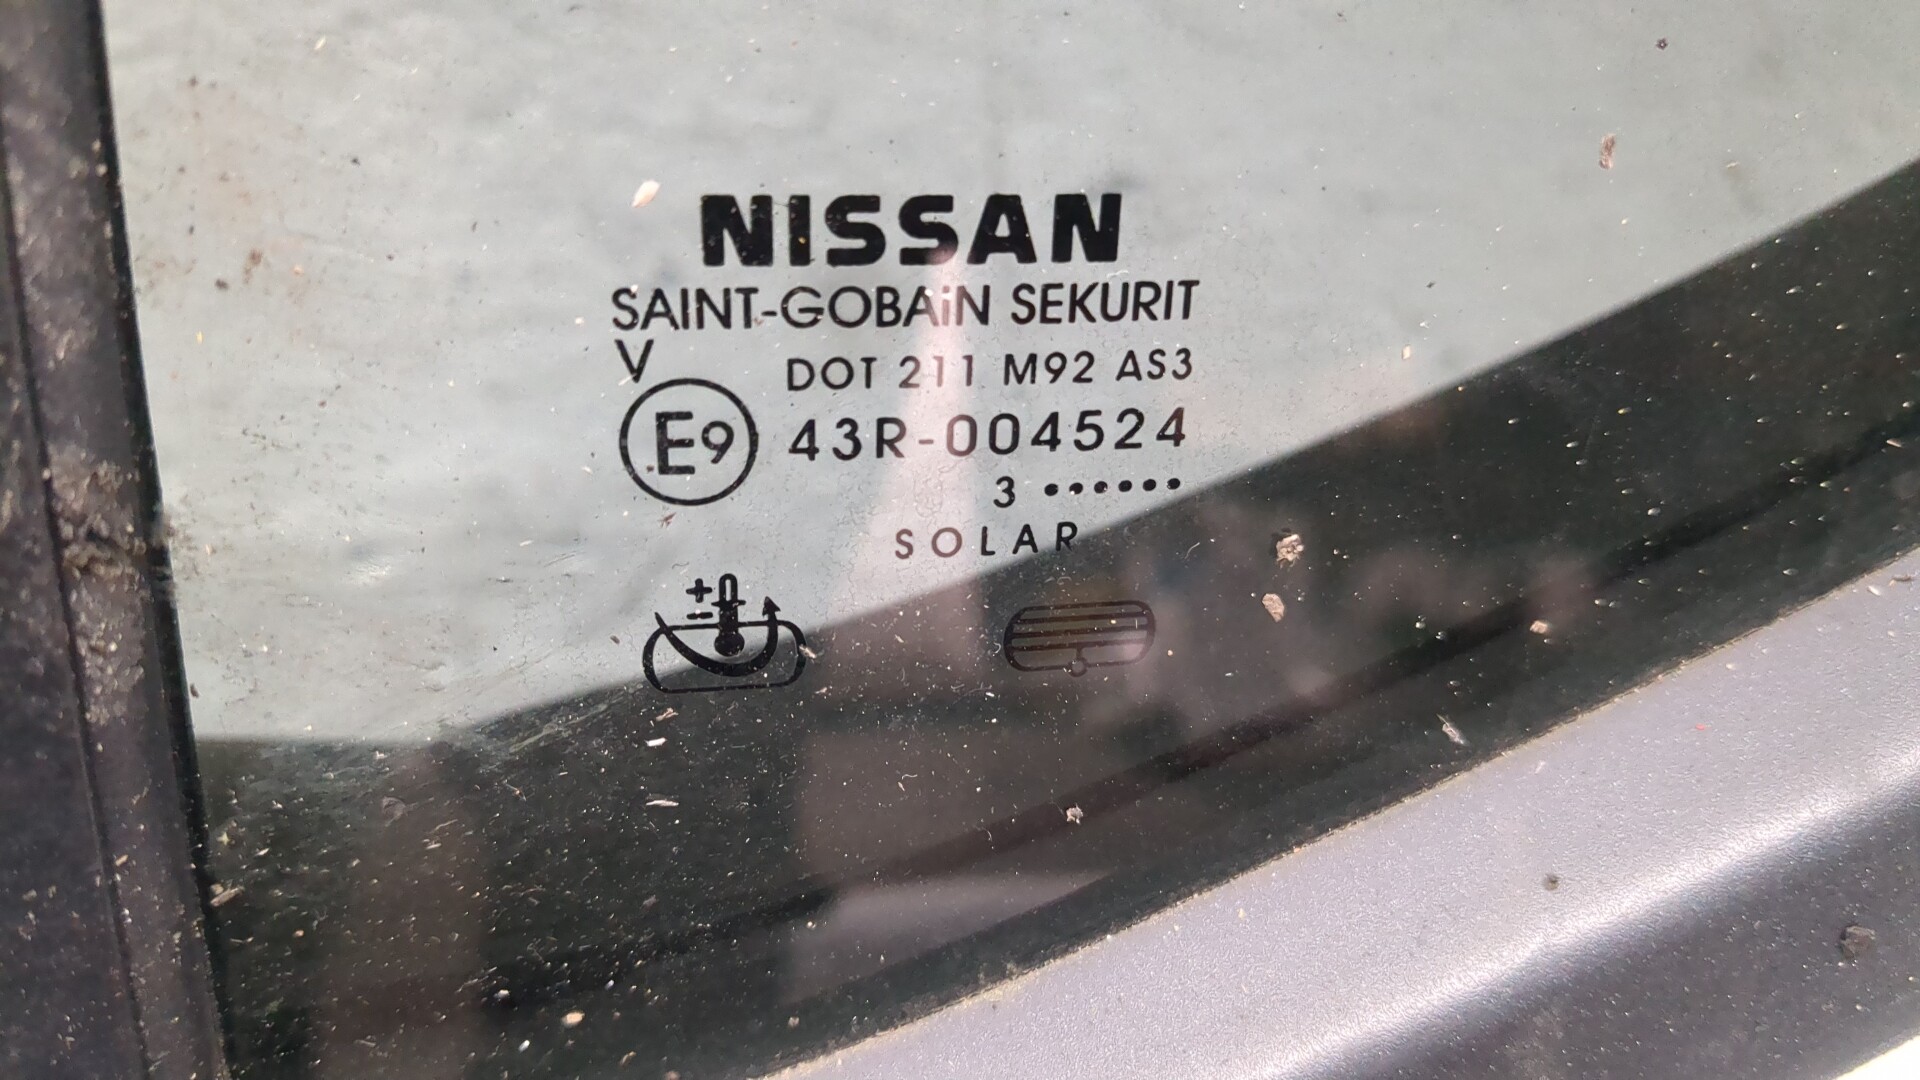 NISSAN
SAINT-GOBAiN SEKURIT
V DOT 211 M92 AS3
E9 43R-004524
3 ••••••
SOLAR